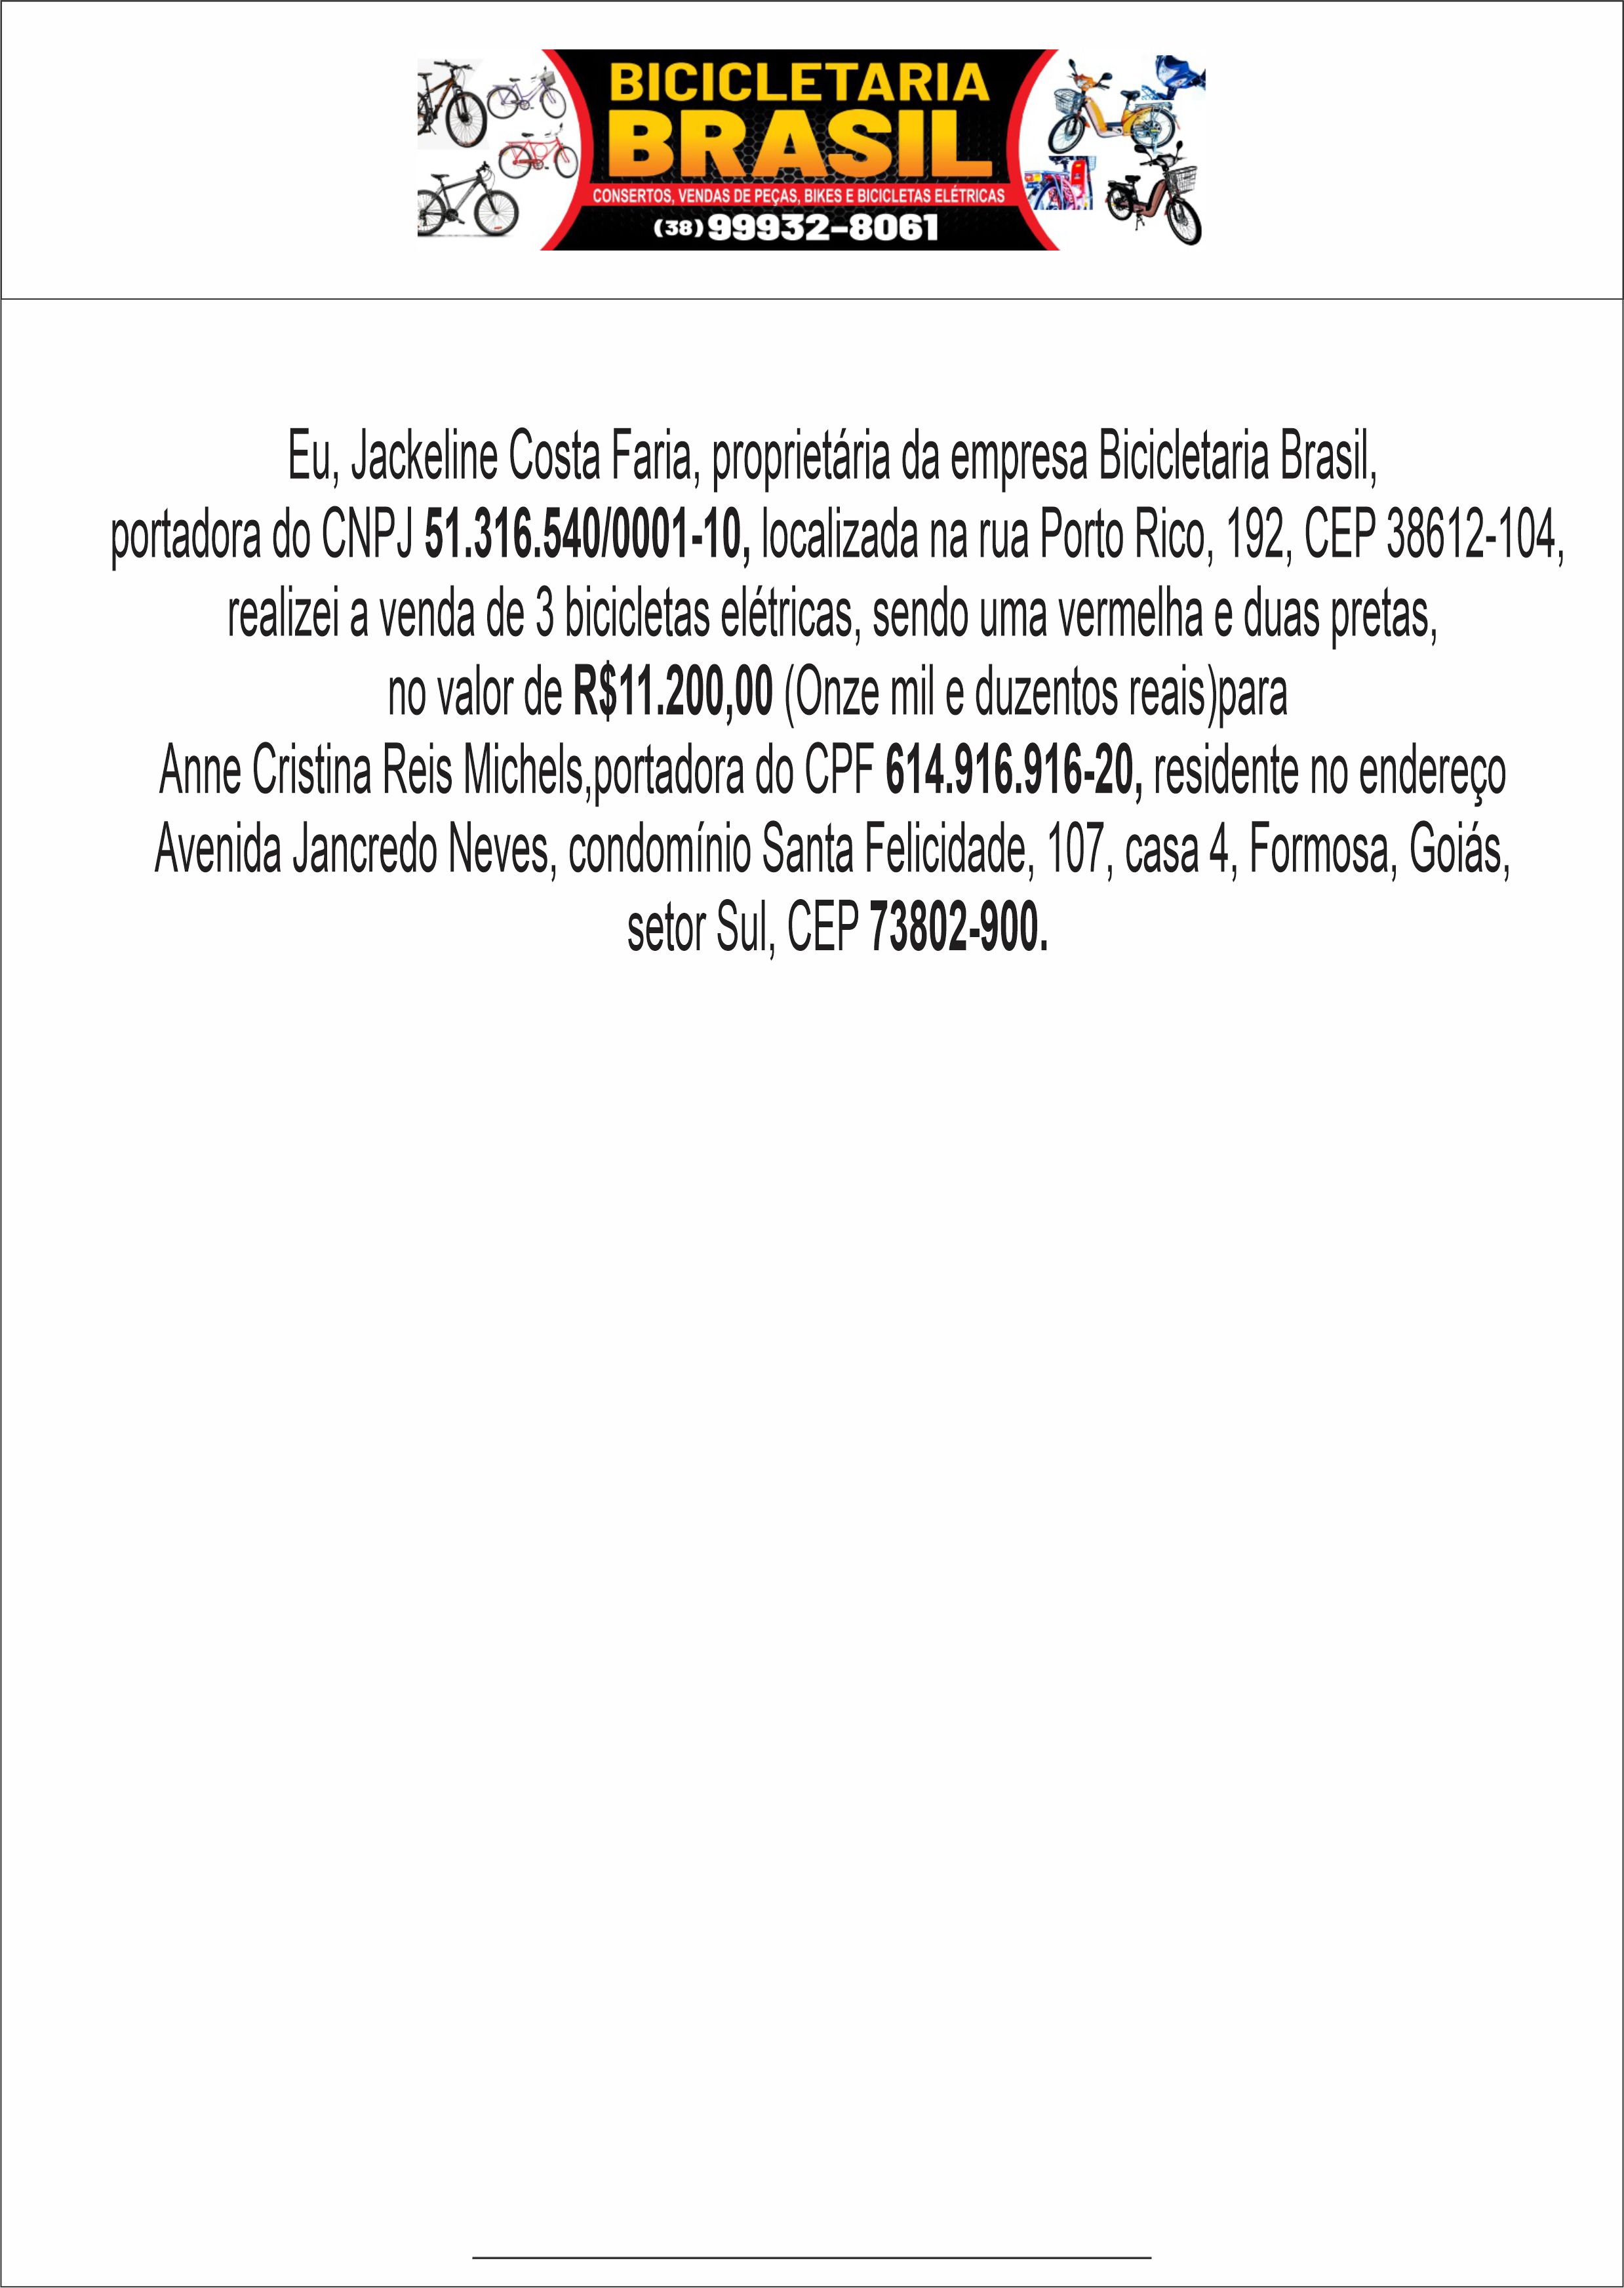 BICICLETARIA
BRASIL
CONSERTOS, VENDAS DE PEÇAS, BIKES E BICICLETAS ELÉTRICAS
(38) 99932-8061
Eu, Jackeline Costa Faria, proprietária da empresa Bicicletaria Brasil,
portadora do CNPJ 51.316.540/0001-10, localizada na rua Porto Rico, 192, CEP 38612-104,
realizei a venda de 3 bicicletas elétricas, sendo uma vermelha e duas pretas,
no valor de R$11.200,00 (Onze mil e duzentos reais)para
Anne Cristina Reis Michels,portadora do CPF 614.916.916-20, residente no endereço
Avenida Jancredo Neves, condomínio Santa Felicidade, 107, casa 4, Formosa, Goiás,
setor Sul, CEP 73802-900.